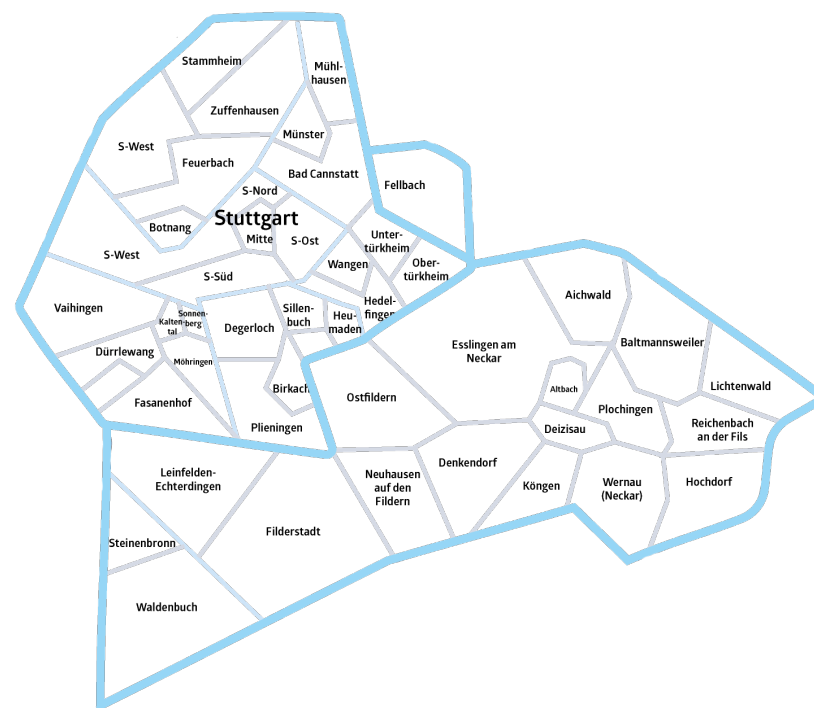 Stammheim
Mühl-
hausen
Zuffenhausen
S-West
Münster
Feuerbach
Bad Cannstatt
Fellbach
S-Nord
Stuttgart
Botnang
Mitte
S-Ost
Unter-
türkheim
S-West
Wangen
Ober-
türkheim
S-Süd
Vaihingen
Kalten-
tal
Sonnen-
berg
Degerloch
Sillen-
buch
Heu-
maden
Hedel-
fingen
Aichwald
Dürrlewang
Möhringen
Esslingen am
Neckar
Baltmannsweiler
Birkach
Altbach
Lichtenwald
Fasanenhof
Ostfildern
Plochingen
Plieningen
Deizisau
Reichenbach
an der Fils
Leinfelden-
Echterdingen
Neuhausen
auf den
Fildern
Denkendorf
Köngen
Wernau
(Neckar)
Hochdorf
Filderstadt
Steinenbronn
Waldenbuch